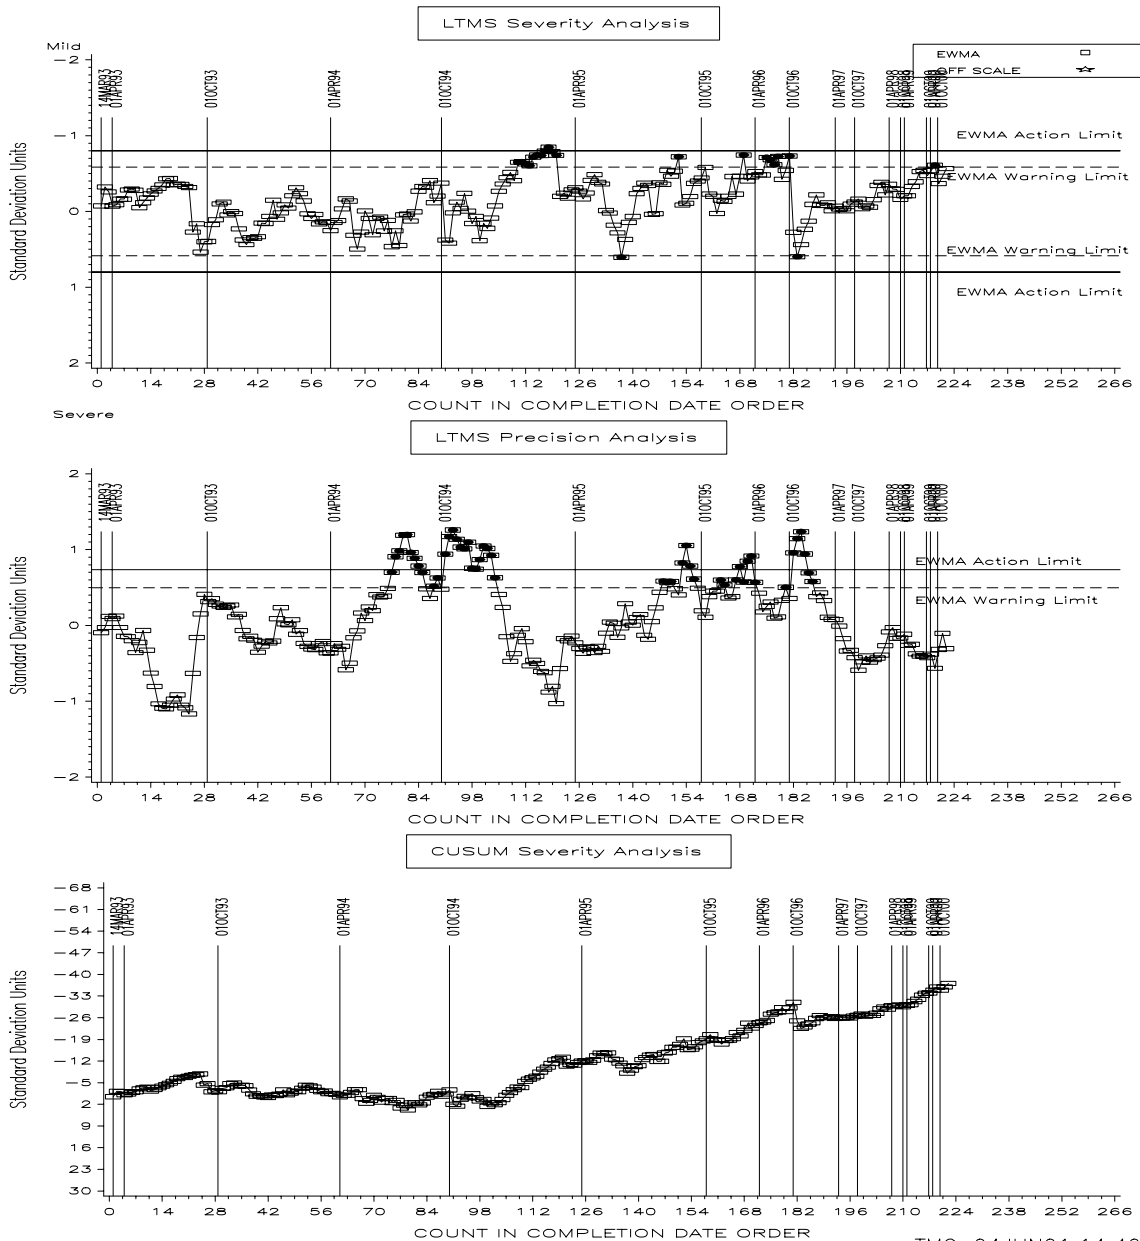 LTMS Severity Analysis
Mild
EWMA
OFF SCALE
Standard Deviation Units
-2
-1
0
1
2
14MAR93
01APR93
01OCT93
01APR94
01OCT94
01APR95
01OCT95
01APR96
01OCT96
01APR97
01OCT97
01APR98
01APR99
01OCT00
EWMA Action Limit
EWMA Warning Limit
EWMA Warning Limit
EWMA Action Limit
0 14 28 42 56 70 84 98 112 126 140 154 168 182 196 210 224 238 252 266
COUNT IN COMPLETION DATE ORDER
Severe
LTMS Precision Analysis
Standard Deviation Units
2
1
0
-1
-2
14MAR93
01APR93
01OCT93
01APR94
01OCT94
01APR95
01OCT95
01APR96
01OCT96
01APR97
01OCT97
01APR98
01APR99
01OCT00
EWMA Action Limit
EWMA Warning Limit
0 14 28 42 56 70 84 98 112 126 140 154 168 182 196 210 224 238 252 266
COUNT IN COMPLETION DATE ORDER
CUSUM Severity Analysis
Standard Deviation Units
-68
-61
-54
-47
-40
-33
-26
-19
-12
-5
2
9
16
23
30
14MAR93
01APR93
01OCT93
01APR94
01OCT94
01APR95
01OCT95
01APR96
01OCT96
01APR97
01OCT97
01APR98
01APR99
01OCT00
0 14 28 42 56 70 84 98 112 126 140 154 168 182 196 210 224 238 252 266
COUNT IN COMPLETION DATE ORDER